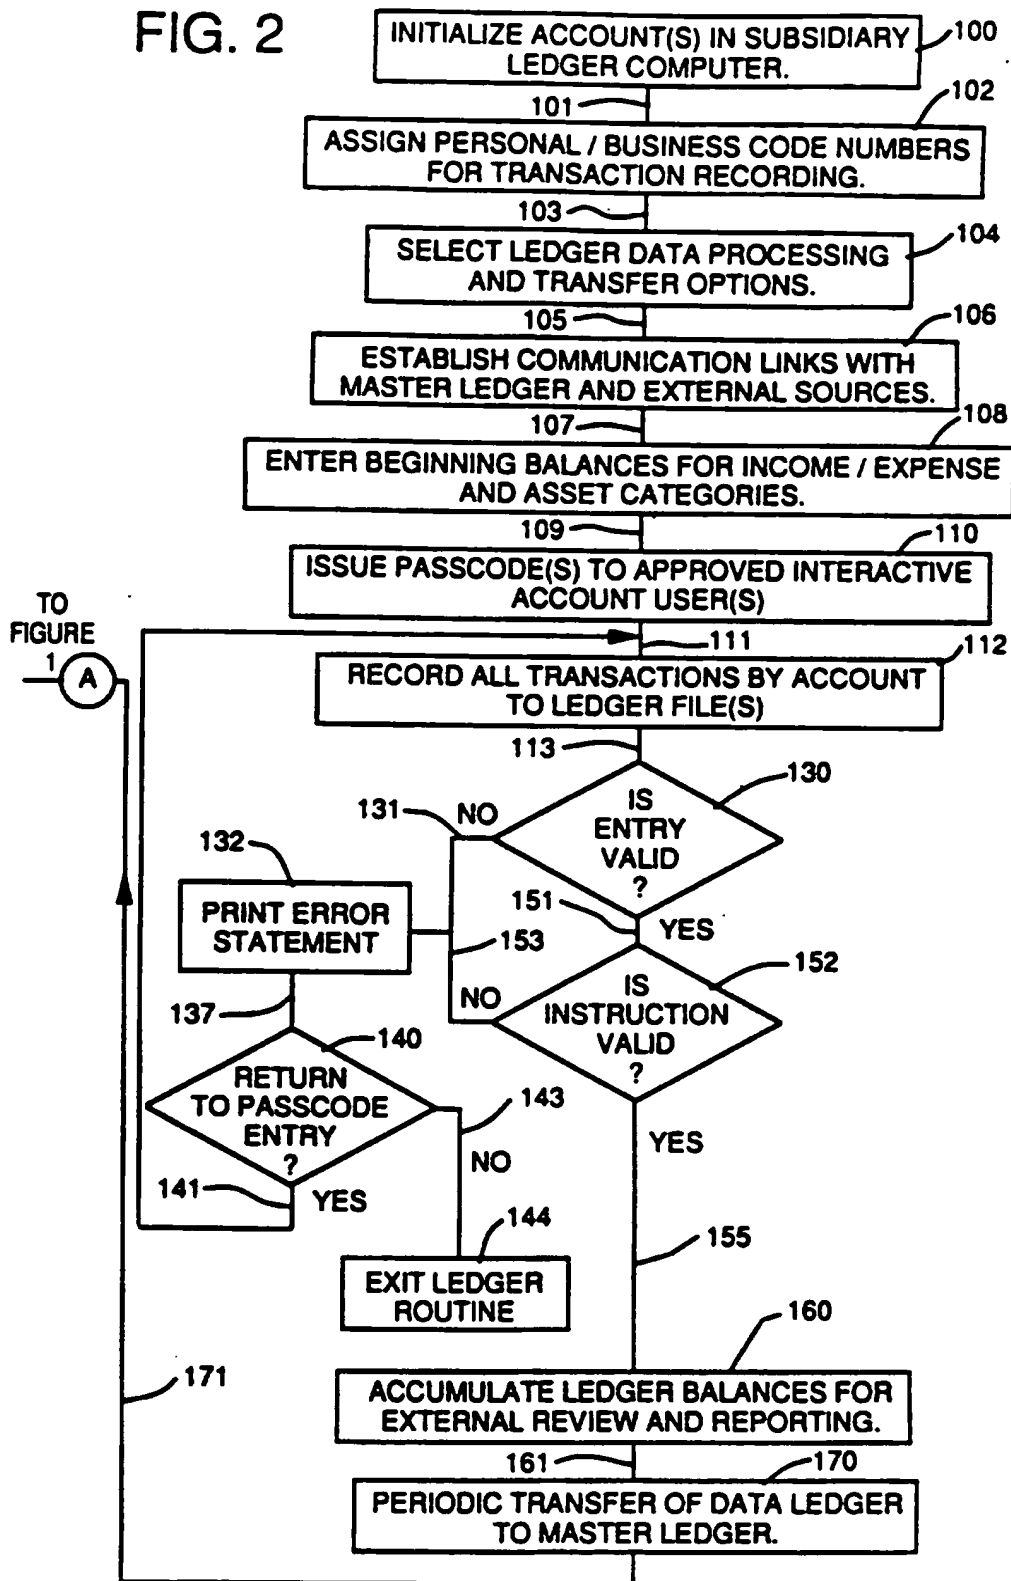 FIG. 2
INITIALIZE ACCOUNT(S) IN SUBSIDIARY
LEDGER COMPUTER.
100
101
102
ASSIGN PERSONAL / BUSINESS CODE NUMBERS
FOR TRANSACTION RECORDING.
103
104
SELECT LEDGER DATA PROCESSING
AND TRANSFER OPTIONS.
105
106
ESTABLISH COMMUNICATION LINKS WITH
MASTER LEDGER AND EXTERNAL SOURCES.
107
108
ENTER BEGINNING BALANCES FOR INCOME / EXPENSE
AND ASSET CATEGORIES.
109
110
ISSUE PASSCODE(S) TO APPROVED INTERACTIVE
ACCOUNT USER(S)
TO
FIGURE
1
A
111
112
RECORD ALL TRANSACTIONS BY ACCOUNT
TO LEDGER FILE(S)
113
130
IS
ENTRY
VALID
?
131
NO
132
PRINT ERROR
STATEMENT
151
YES
153
152
NO
IS
INSTRUCTION
VALID
?
137
140
RETURN
TO PASSCODE
ENTRY
?
143
NO
141
YES
YES
144
EXIT LEDGER
ROUTINE
155
160
171
ACCUMULATE LEDGER BALANCES FOR
EXTERNAL REVIEW AND REPORTING.
161
170
PERIODIC TRANSFER OF DATA LEDGER
TO MASTER LEDGER.